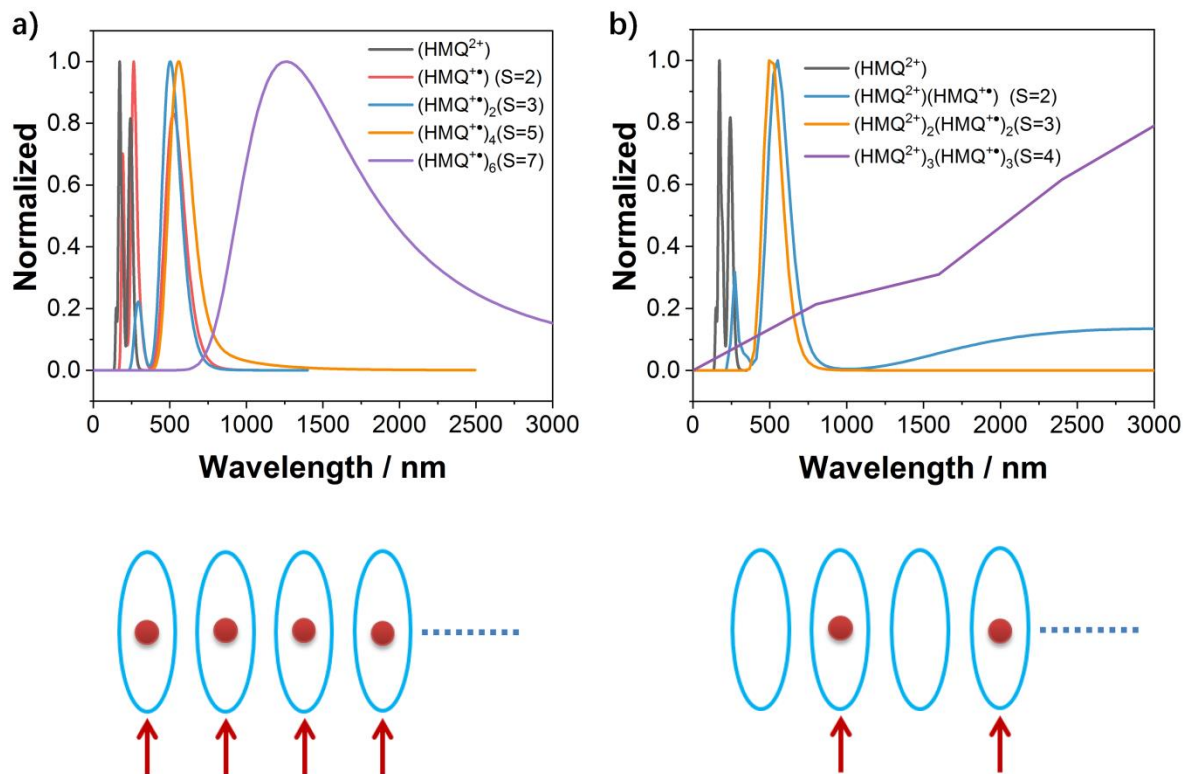 a)
Normalized
1.0
0.8
0.6
0.4
0.2
0.0
(HMQ²⁺)
(HMQ⁺•) (S=2)
(HMQ⁺•)₂(S=3)
(HMQ⁺•)₄(S=5)
(HMQ⁺•)₆(S=7)
0 500 1000 1500 2000 2500 3000
Wavelength / nm
b)
Normalized
1.0
0.8
0.6
0.4
0.2
0.0
(HMQ²⁺)
(HMQ²⁺)(HMQ⁺•) (S=2)
(HMQ²⁺)₂(HMQ⁺•)₂(S=3)
(HMQ²⁺)₃(HMQ⁺•)₃(S=4)
0 500 1000 1500 2000 2500 3000
Wavelength / nm